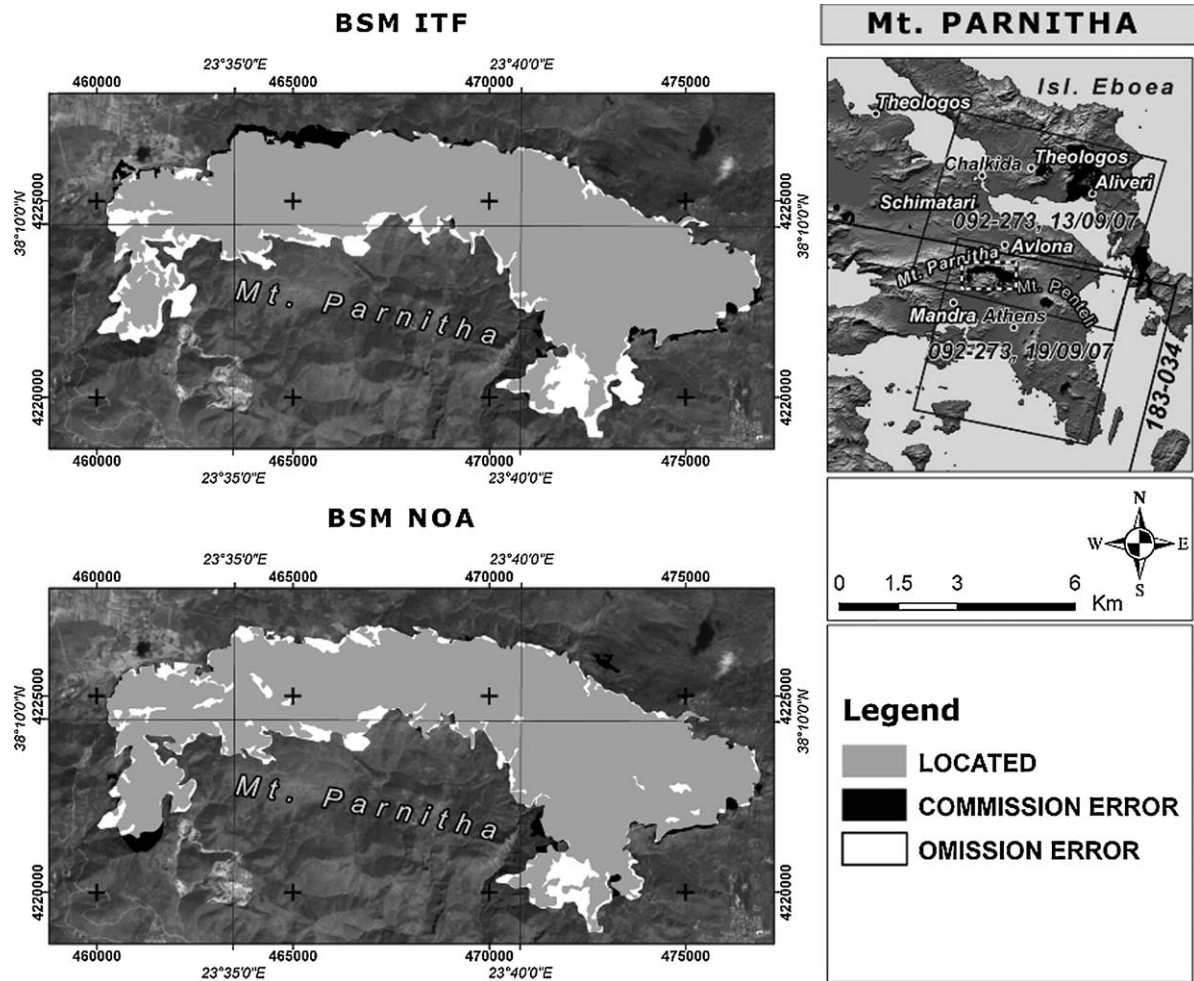 BSM ITF
23°35'0"E 23°40'0"E
460000 465000 470000 475000
38°10'0"N 4225000 4225000 38°10'0"N
Mt. Parnitha
4220000 4220000
460000 465000 470000 475000
23°35'0"E 23°40'0"E
BSM NOA
23°35'0"E 23°40'0"E
460000 465000 470000 475000
38°10'0"N 4225000 4225000 38°10'0"N
Mt. Parnitha
4220000 4220000
460000 465000 470000 475000
23°35'0"E 23°40'0"E
Mt. PARNITHA
Isl. Eboea
Theologos
Chalkida Theologos
Aliveri
Schimatari
092-273, 13/09/07
Avlona
Mt. Parnitha
Mt. Penteli
Mandra Athens
092-273, 19/09/07
183-034
N
W E
S
0 1.5 3 6
Km
Legend
LOCATED
COMMISSION ERROR
OMISSION ERROR